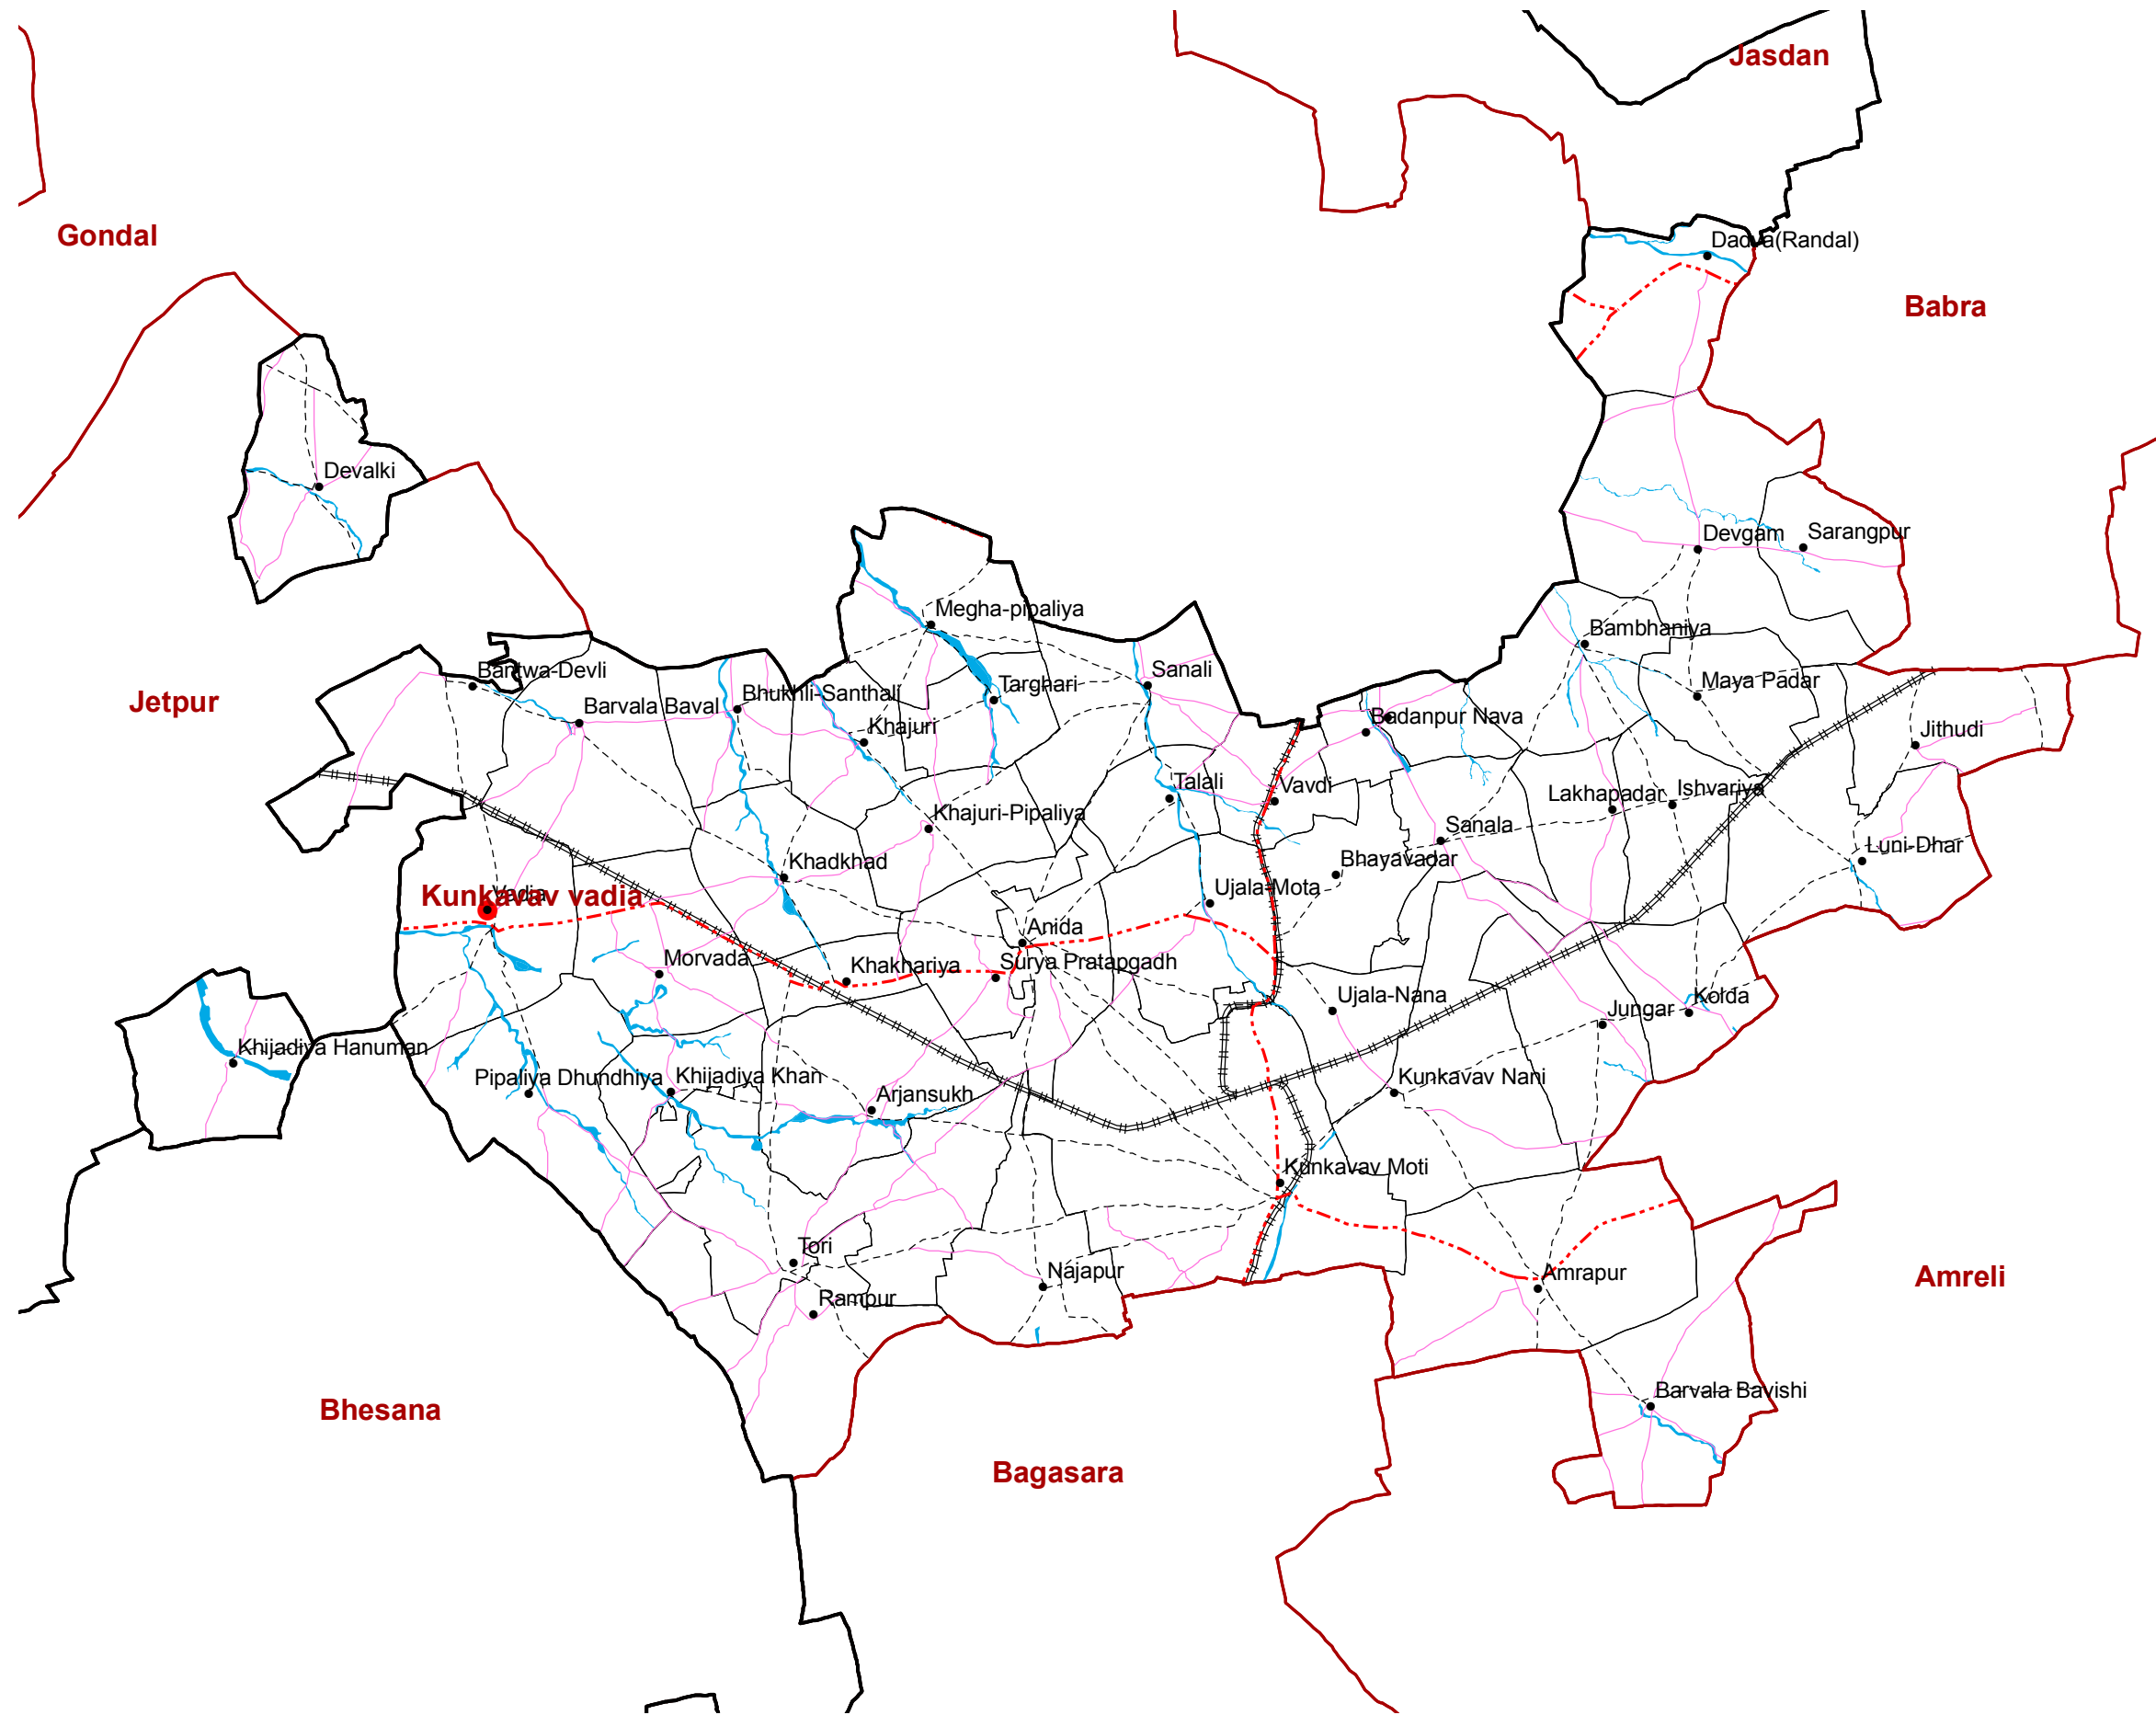 Jasdan
Gondal
Dadva(Randal)
Babra
Devalki
Devgam
Sarangpur
Megha-pipaliya
Bambhaniya
Bantwa-Devli
Sanali
Maya Padar
Jetpur
Targhari
Bhukhli-Santhali
Barvala Baval
Badanpur Nava
Khajuri
Jithudi
Talali
Vavdi
Lakhapadar
Ishvariya
Khajuri-Pipaliya
Sanala
Luni-Dhar
Khadkhad
Bhayavadar
Ujala-Mota
Vadia
Kunkavav vadia
Anida
Morvada
Khakhariya
Surya Pratapgadh
Ujala-Nana
Kolda
Jungar
Khijadiya Hanuman
Pipaliya Dhundhiya
Khijadiya Khan
Kunkavav Nani
Arjansukh
Kunkavav Moti
Tori
Najapur
Amrapur
Amreli
Rampur
Barvala Bavishi
Bhesana
Bagasara